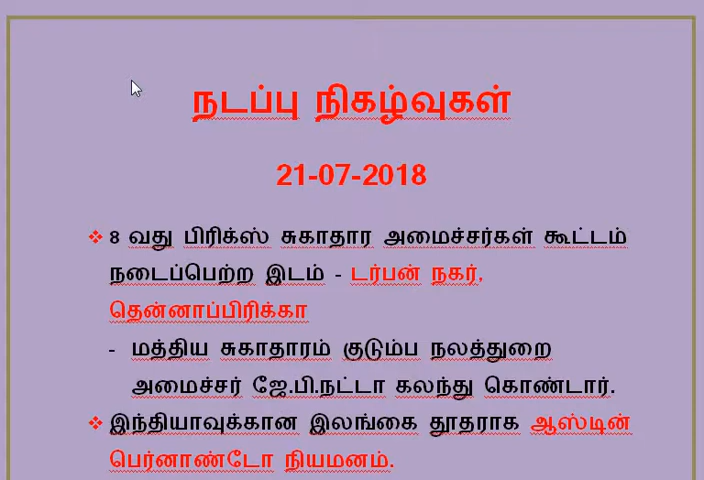 நடப்பு நிகழ்வுகள்
21-07-2018
❖ 8 வது பிரிக்ஸ் சுகாதார அமைச்சர்கள் கூட்டம்
நடைப்பெற்ற இடம் - டர்பன் நகர்,
தென்னாப்பிரிக்கா
- மத்திய சுகாதாரம் குடும்ப நலத்துறை
அமைச்சர் ஜே.பி.நட்டா கலந்து கொண்டார்.
❖ இந்தியாவுக்கான இலங்கை தூதராக ஆஸ்டின்
பெர்னாண்டோ நியமனம்.